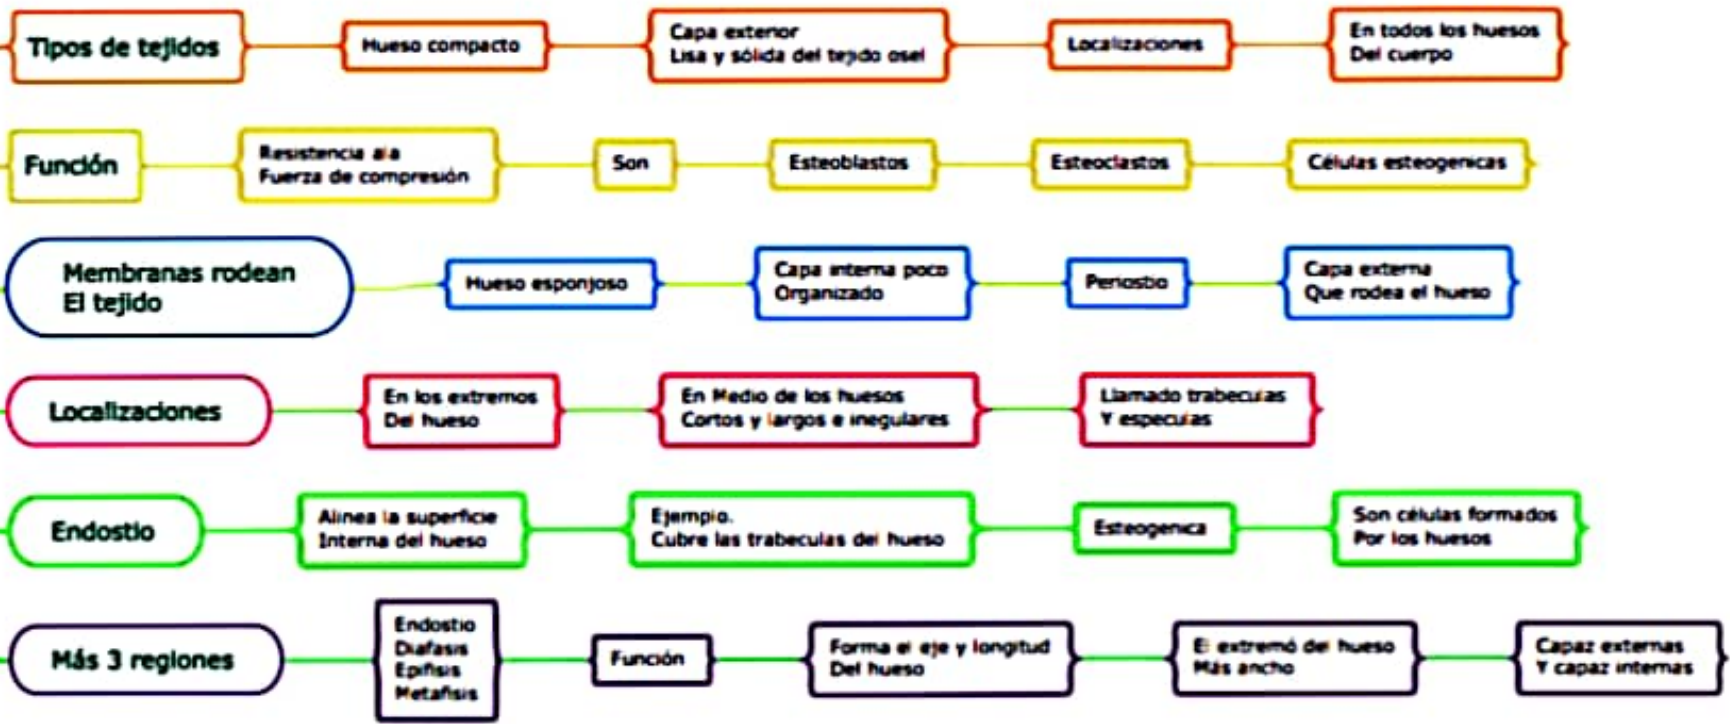 Tipos de tejidos
Hueso compacto
Capa exterior
Lisa y sólida del tejido osel
Localizaciones
En todos los huesos
Del cuerpo
Función
Resistencia ala
Fuerza de compresión
Son
Esteoblastos
Esteoclastos
Células esteogenicas
Membranas rodean
El tejido
Hueso esponjoso
Capa interna poco
Organizado
Periostio
Capa externa
Que rodea el hueso
Localizaciones
En los extremos
Del hueso
En Medio de los huesos
Cortos y largos e inegulares
Llamado trabeculas
Y especulas
Endostio
Alinea la superficie
Interna del hueso
Ejemplo.
Cubre las trabeculas del hueso
Esteogenica
Son células formados
Por los huesos
Más 3 regiones
Endostio
Diafasis
Epifisis
Metafisis
Función
Forma el eje y longitud
Del hueso
El extremó del hueso
Más ancho
Capaz externas
Y capaz internas